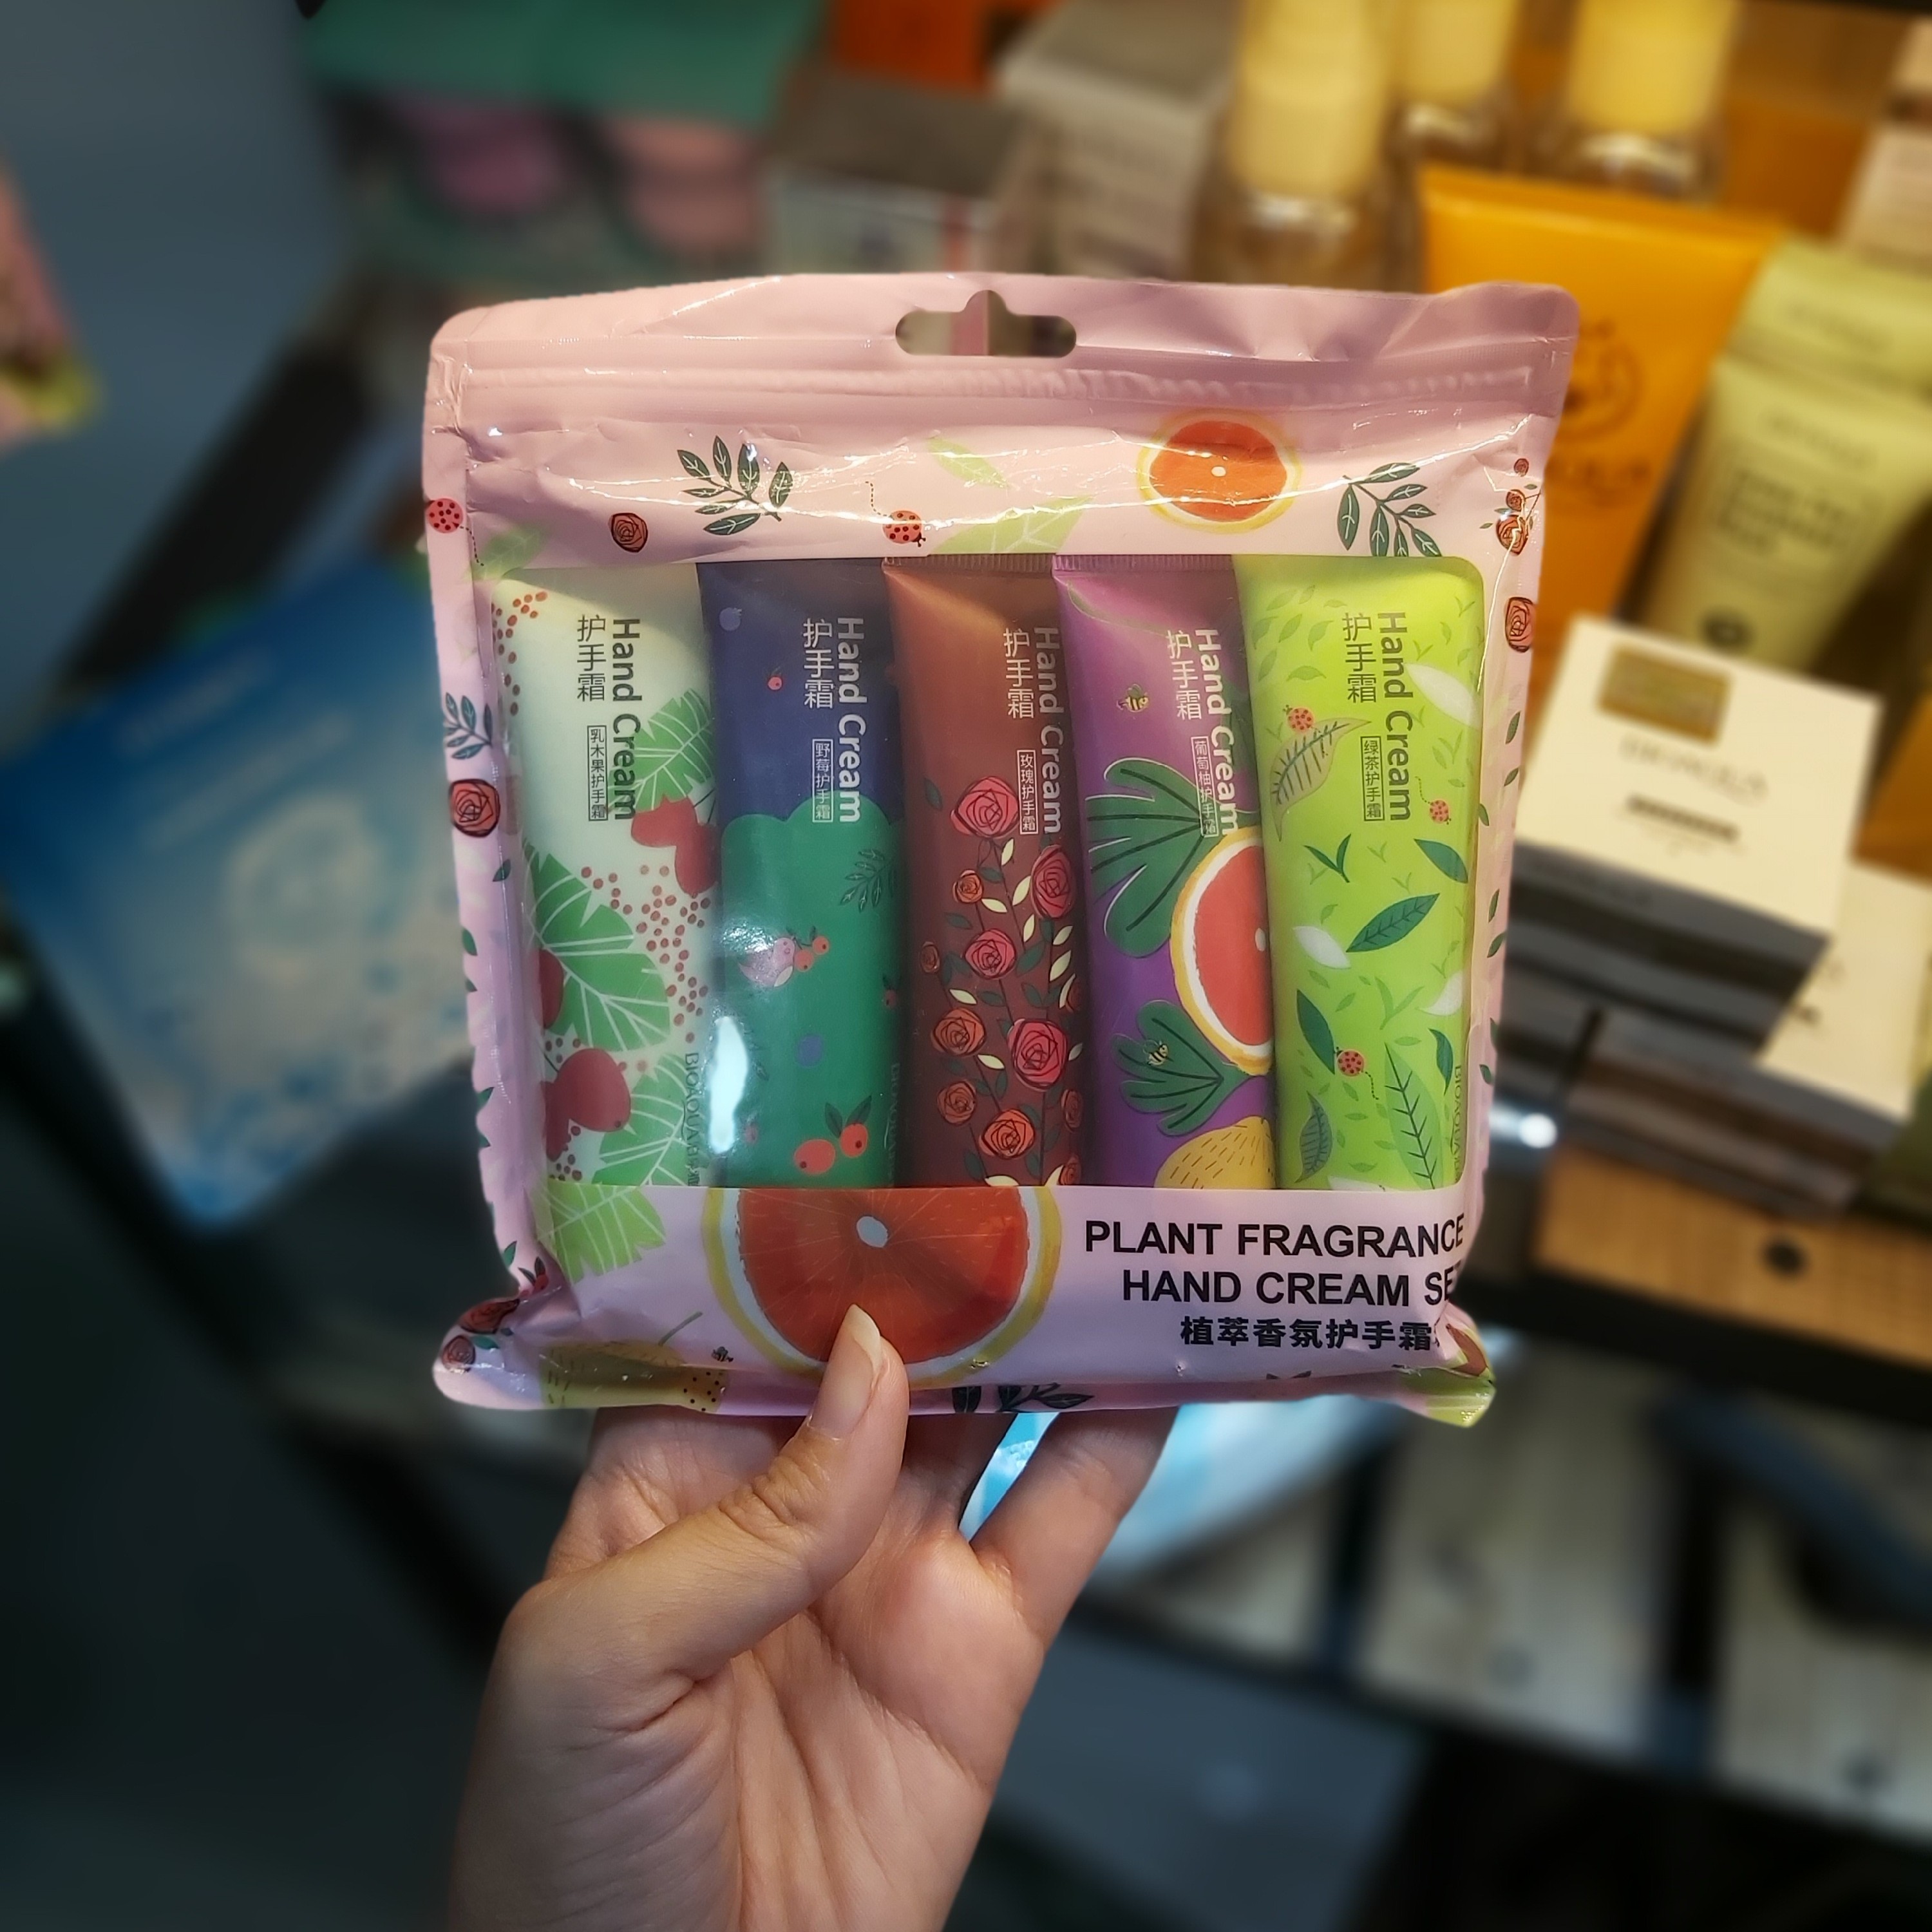 Hand Cream
护手霜
乳木果护手霜
BIOAQUA
Hand Cream
护手霜
野莓护手霜
Hand Cream
护手霜
玫瑰护手霜
Hand Cream
护手霜
葡萄柚护手霜
Hand Cream
护手霜
绿茶护手霜
BIOAQUA
PLANT FRAGRANCE
HAND CREAM SE
植萃香氛护手霜